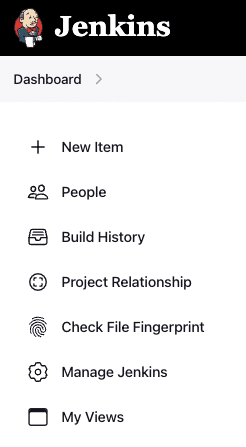 Jenkins
Dashboard
New Item
People
Build History
Project Relationship
Check File Fingerprint
Manage Jenkins
My Views